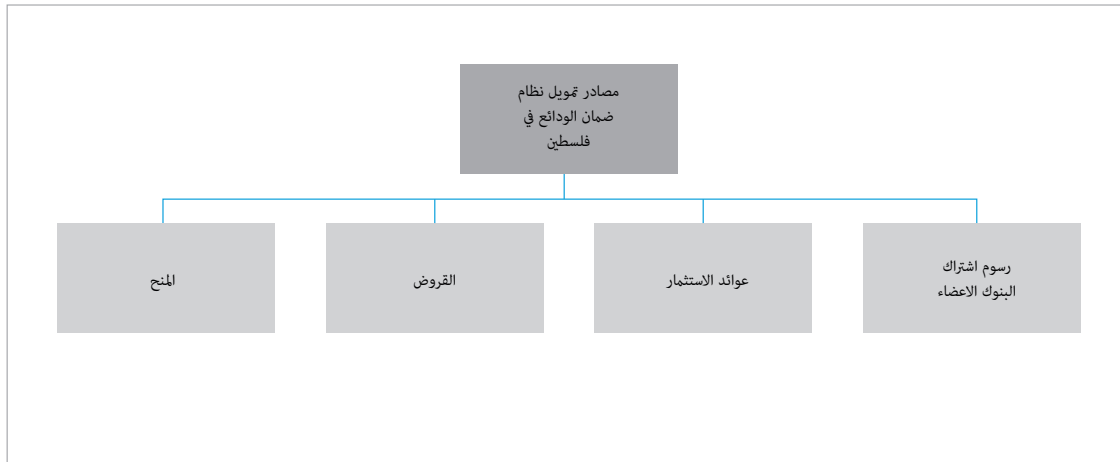 مصادر تمويل نظام
ضمان الودائع في
فلسطين
رسوم اشتراك
البنوك الاعضاء
عوائد الاستثمار
القروض
المنح